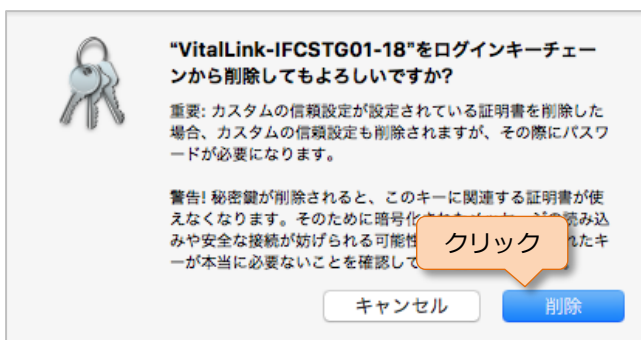 “VitalLink-IFCSTG01-18”をログインキーチェー
ンから削除してもよろしいですか?
重要: カスタムの信頼設定が設定されている証明書を削除した
場合、カスタムの信頼設定も削除されますが、その際にパスワ
ードが必要になります。
警告! 秘密鍵が削除されると、このキーに関連する証明書が使
えなくなります。そのために暗号化
読み込
みや安全な接続が妨げられる可能性
れたキ
ーが本当に必要ないことを確認して
クリック
キャンセル
削除